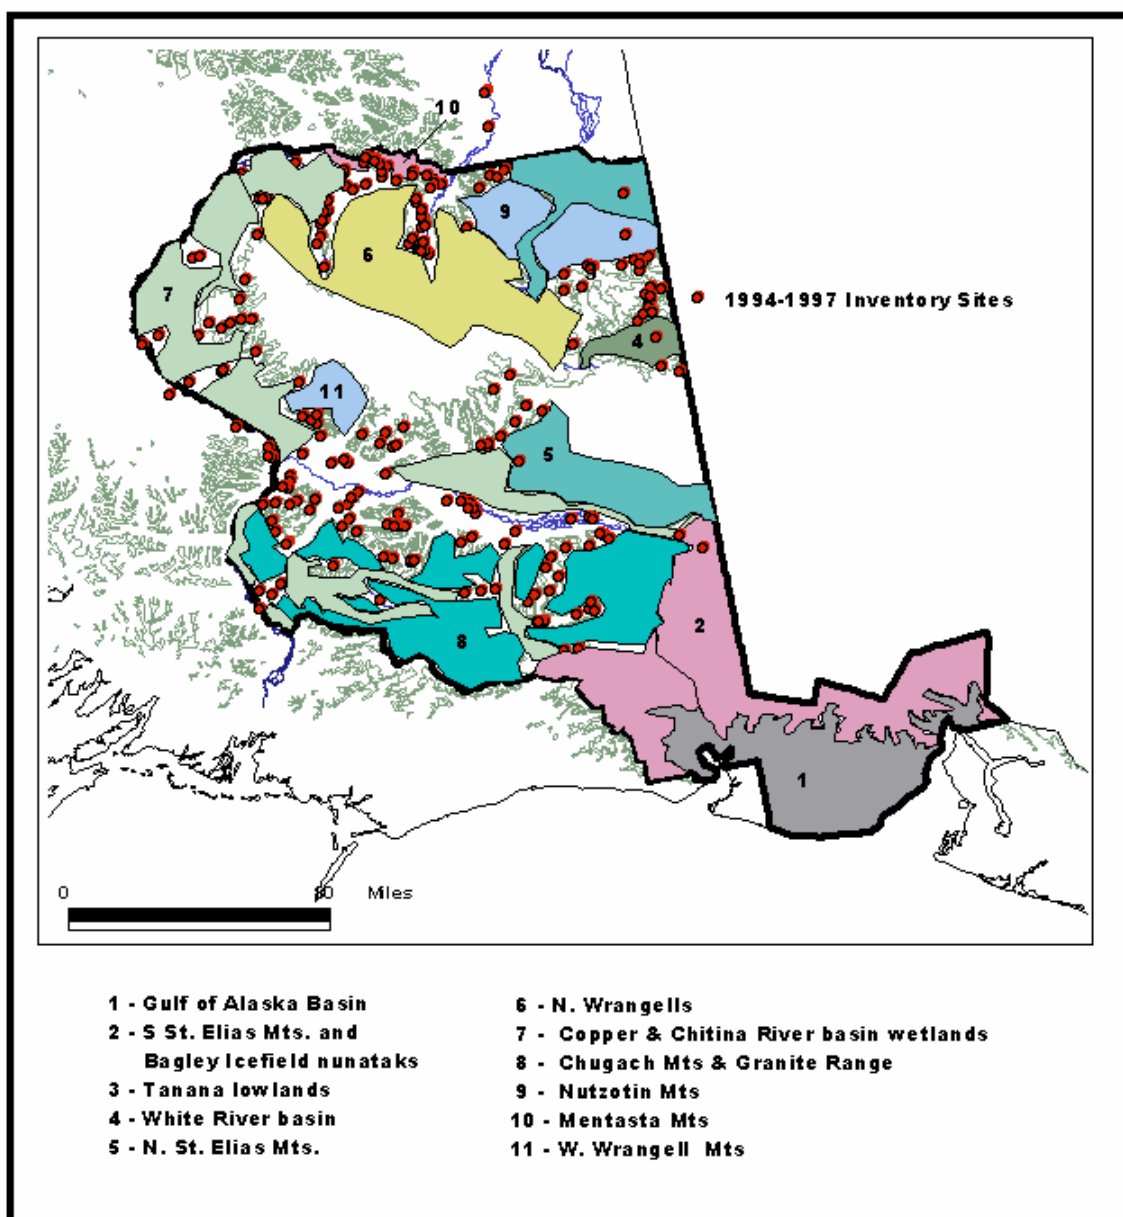 10
9
6
3
7
1994-1997 Inventory Sites
4
11
5
2
8
1
0
Miles
1 - Gulf of Alaska Basin
2 - S St. Elias Mts. and
Bagley Icefield nunataks
3 - Tanana lowlands
4 - White River basin
5 - N. St. Elias Mts.
6 - N. Wrangells
7 - Copper & Chitina River basin wetlands
8 - Chugach Mts & Granite Range
9 - Nutzotin Mts
10 - Mentasta Mts
11 - W. Wrangell Mts